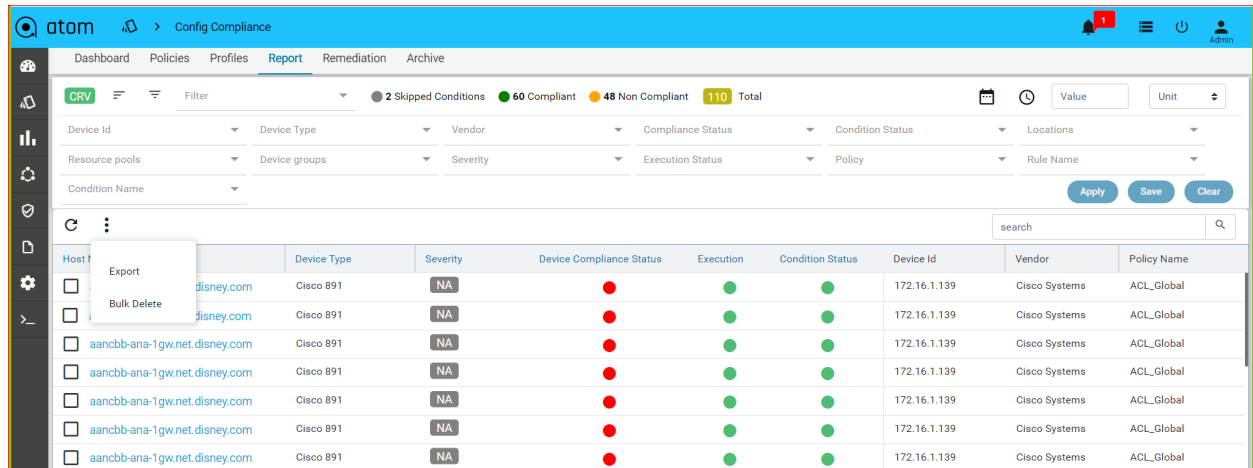 atom > Config Compliance 1 Admin
Dashboard Policies Profiles Report Remediation Archive
CRV Filter 2 Skipped Conditions 60 Compliant 48 Non Compliant 110 Total Value Unit
Device Id Device Type Vendor Compliance Status Condition Status Locations
Resource pools Device groups Severity Execution Status Policy Rule Name
Condition Name Apply Save Clear
search
Host Device Type Severity Device Compliance Status Execution Condition Status Device Id Vendor Policy Name
Export
disney.com Cisco 891 NA 172.16.1.139 Cisco Systems ACL_Global
Bulk Delete
disney.com Cisco 891 NA 172.16.1.139 Cisco Systems ACL_Global
aancbb-ana-1gw.net.disney.com Cisco 891 NA 172.16.1.139 Cisco Systems ACL_Global
aancbb-ana-1gw.net.disney.com Cisco 891 NA 172.16.1.139 Cisco Systems ACL_Global
aancbb-ana-1gw.net.disney.com Cisco 891 NA 172.16.1.139 Cisco Systems ACL_Global
aancbb-ana-1gw.net.disney.com Cisco 891 NA 172.16.1.139 Cisco Systems ACL_Global
aancbb-ana-1gw.net.disney.com Cisco 891 NA 172.16.1.139 Cisco Systems ACL_Global